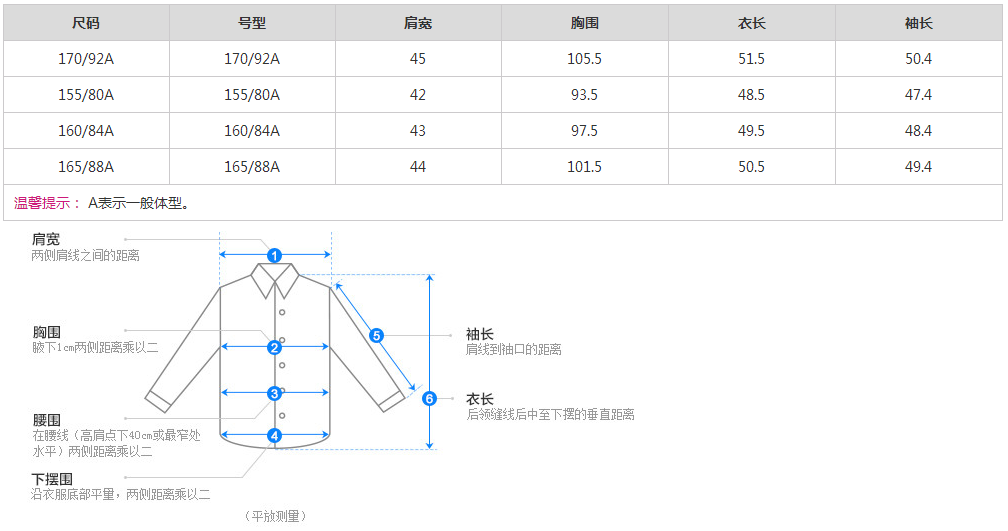 尺码 号型 肩宽 胸围 衣长 袖长
170/92A 170/92A 45 105.5 51.5 50.4
155/80A 155/80A 42 93.5 48.5 47.4
160/84A 160/84A 43 97.5 49.5 48.4
165/88A 165/88A 44 101.5 50.5 49.4
温馨提示： A表示一般体型。
肩宽
两侧肩线之间的距离
1
胸围
腋下1cm两侧距离乘以二
2
5
袖长
肩线到袖口的距离
3
6
衣长
后领缝线后中至下摆的垂直距离
腰围
在腰线（高肩点下40cm或最窄处
水平）两侧距离乘以二
4
下摆围
沿衣服底部平量，两侧距离乘以二
（平放测量）